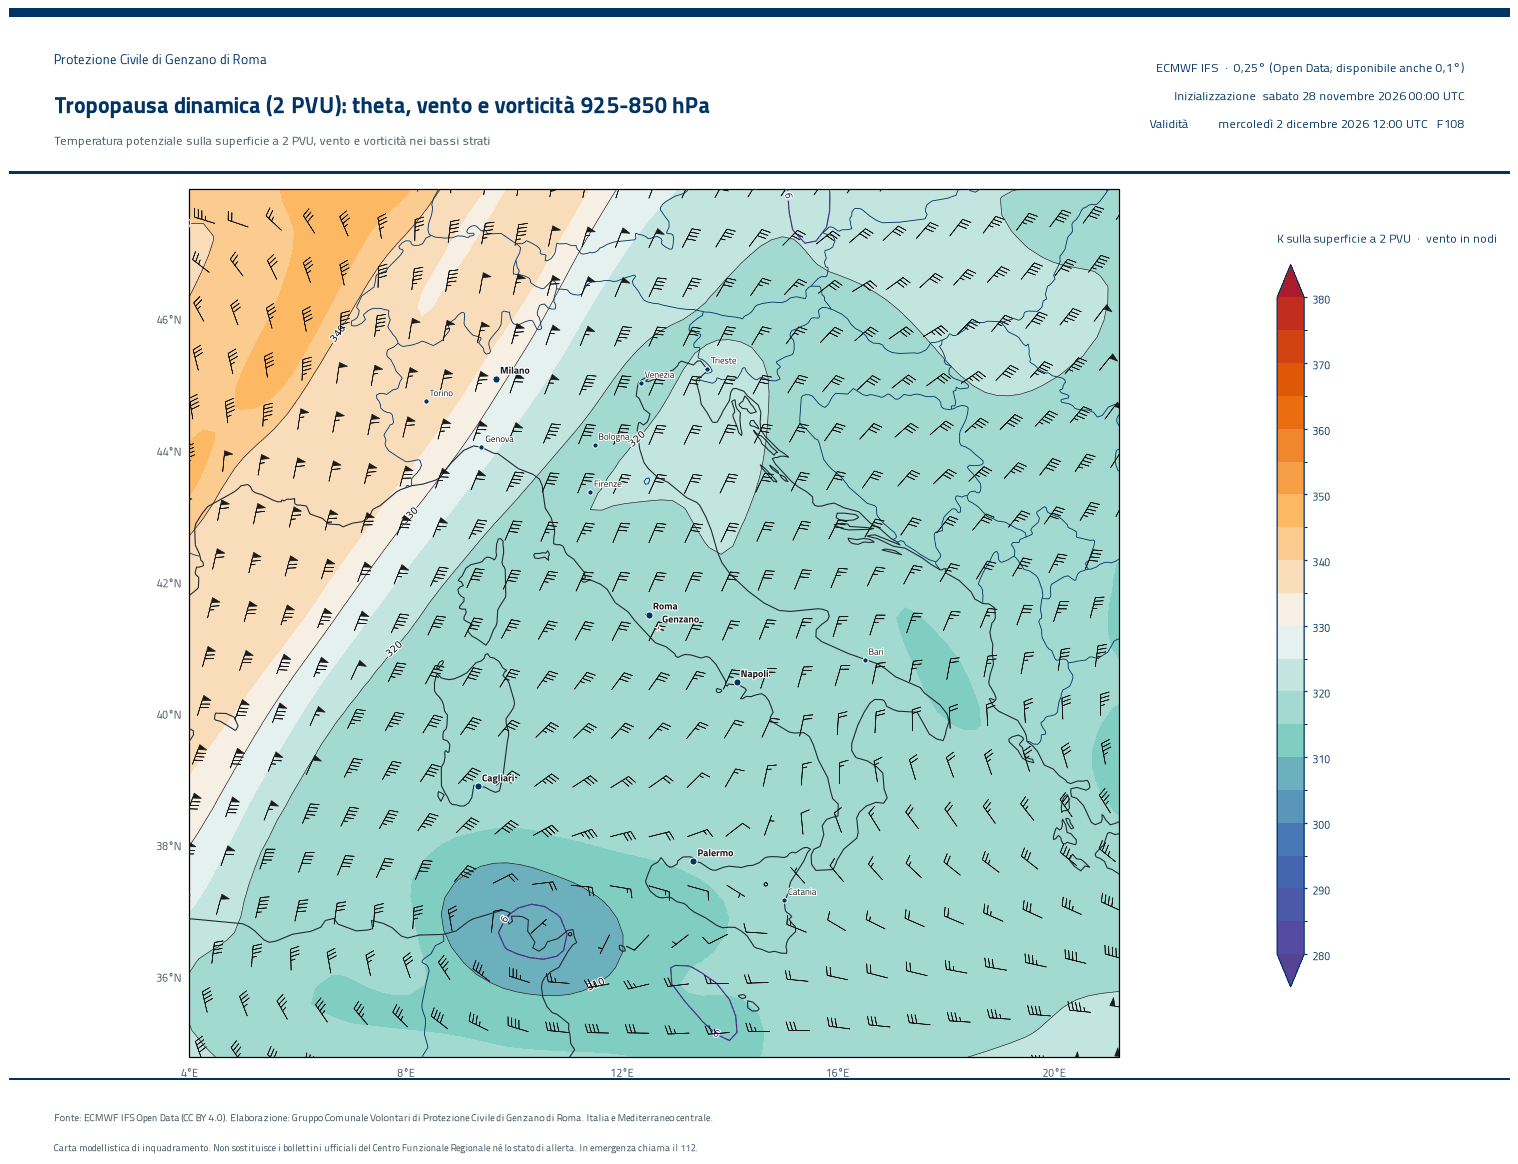 Protezione Civile di Genzano di Roma
Tropopausa dinamica (2 PVU): theta, vento e vorticità 925-850 hPa
Temperatura potenziale sulla superficie a 2 PVU, vento e vorticità nei bassi strati
ECMWF IFS · 0,25° (Open Data; disponibile anche 0,1°)
Inizializzazione sabato 28 novembre 2026 00:00 UTC
Validità mercoledì 2 dicembre 2026 12:00 UTC F108
K sulla superficie a 2 PVU · vento in nodi
380
370
360
350
340
330
320
310
300
290
280
46°N
44°N
42°N
40°N
38°N
36°N
4°E
8°E
12°E
16°E
20°E
6
340
Trieste
Milano
Venezia
Torino
320
Genova
Bologna
Firenze
330
Roma
Genzano
320
Bari
Napoli
Cagliari
Palermo
Catania
6
310
6
Fonte: ECMWF IFS Open Data (CC BY 4.0). Elaborazione: Gruppo Comunale Volontari di Protezione Civile di Genzano di Roma. Italia e Mediterraneo centrale.
Carta modellistica di inquadramento. Non sostituisce i bollettini ufficiali del Centro Funzionale Regionale né lo stato di allerta. In emergenza chiama il 112.